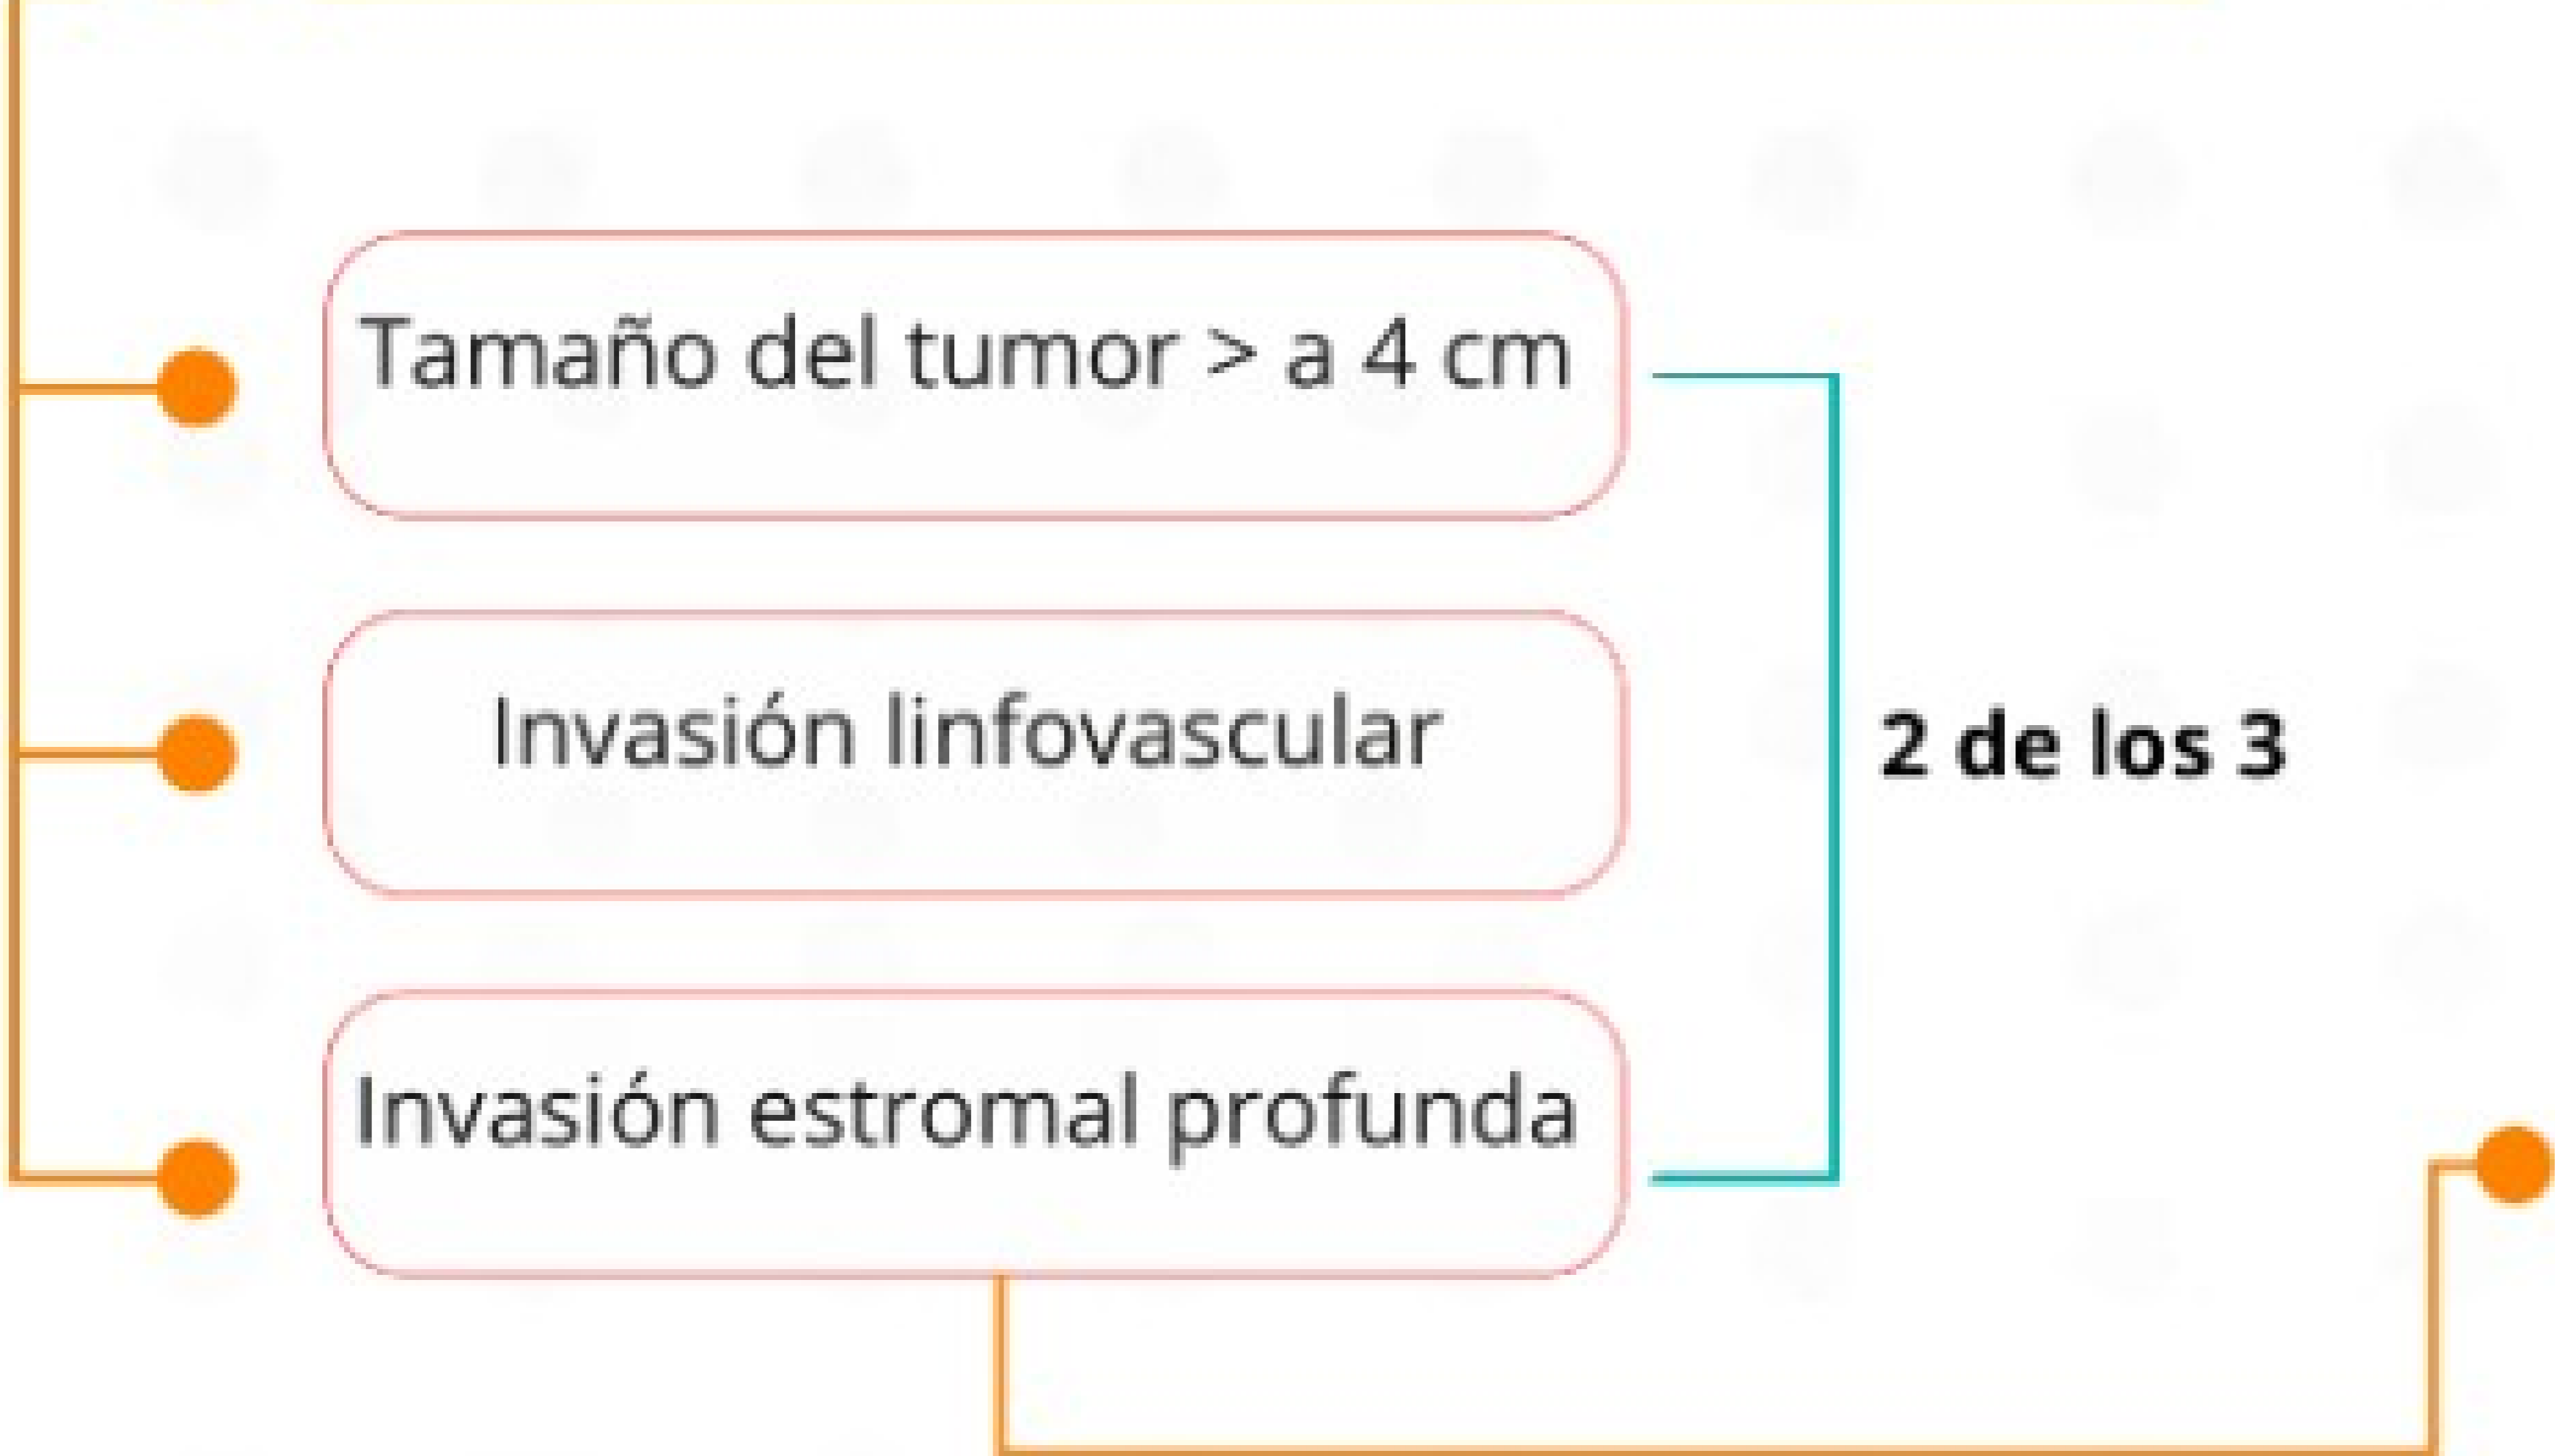 Tamaño del tumor > a 4 cm
Invasión linfovascular
2 de los 3
Invasión estromal profunda